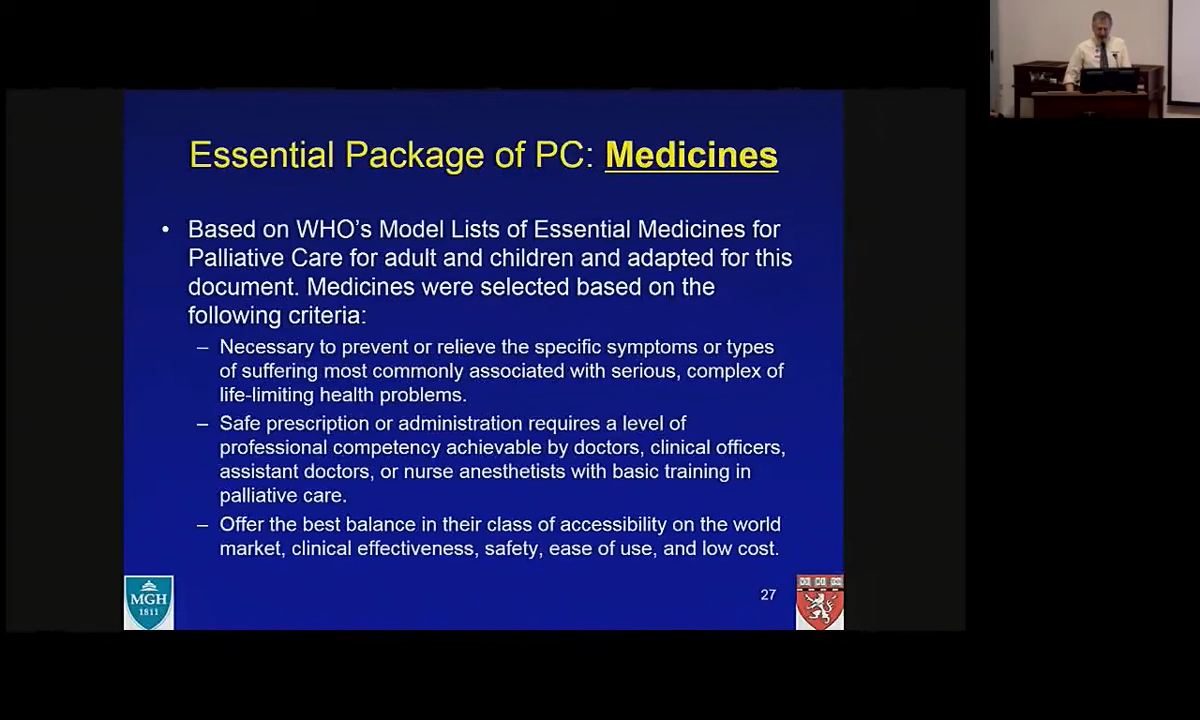 Essential Package of PC: Medicines
• Based on WHO's Model Lists of Essential Medicines for
Palliative Care for adult and children and adapted for this
document. Medicines were selected based on the
following criteria:
– Necessary to prevent or relieve the specific symptoms or types
of suffering most commonly associated with serious, complex of
life-limiting health problems.
– Safe prescription or administration requires a level of
professional competency achievable by doctors, clinical officers,
assistant doctors, or nurse anesthetists with basic training in
palliative care.
– Offer the best balance in their class of accessibility on the world
market, clinical effectiveness, safety, ease of use, and low cost.
MGH
1811
27